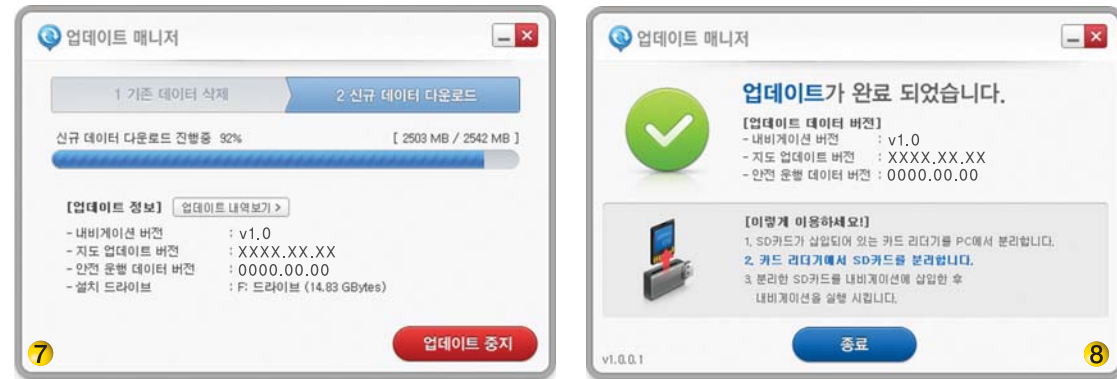 업데이트 매니저
1 기존 데이터 삭제
2 신규 데이터 다운로드
신규 데이터 다운로드 진행중 92%
[ 2503 MB / 2542 MB ]
[업데이트 정보] 업데이트 내역보기 >
- 내비게이션 버전 : v1.0
- 지도 업데이트 버전 : XXXX.XX.XX
- 안전 운행 데이터 버전 : 0000.00.00
- 설치 드라이브 : F: 드라이브 (14.83 GBytes)
업데이트 중지
7
업데이트 매니저
업데이트가 완료 되었습니다.
[업데이트 데이터 버전]
- 내비게이션 버전 : v1.0
- 지도 업데이트 버전 : XXXX.XX.XX
- 안전 운행 데이터 버전 : 0000.00.00
[이렇게 이용하세요!]
1. SD카드가 삽입되어 있는 카드 리더기를 PC에서 분리합니다.
2. 카드 리더기에서 SD카드를 분리합니다.
3. 분리한 SD카드를 내비게이션에 삽입한 후
내비게이션을 실행 시킵니다.
종료
v1.0.0.1
8